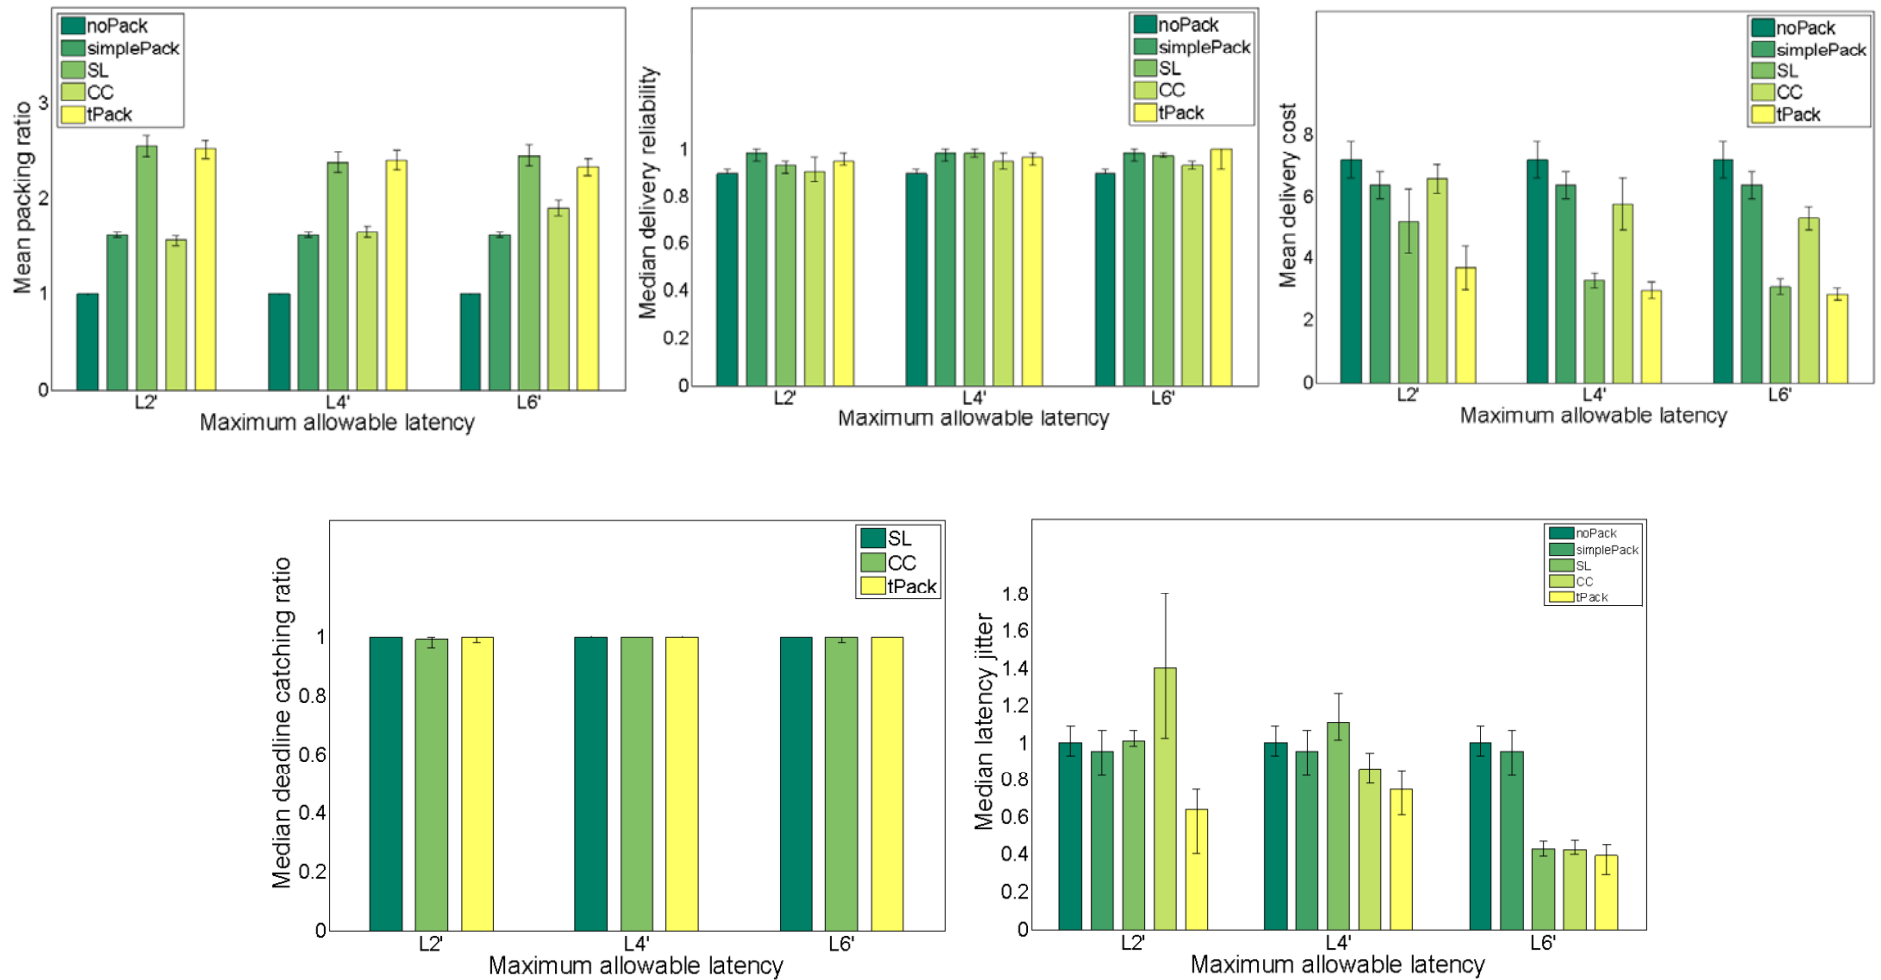 noPack
simplePack
SL
CC
tPack
Mean packing ratio
3
2
1
0
L2' L4' L6'
Maximum allowable latency
noPack
simplePack
SL
CC
tPack
Median delivery reliability
1
0.8
0.6
0.4
0.2
0
L2' L4' L6'
Maximum allowable latency
noPack
simplePack
SL
CC
tPack
Mean delivery cost
8
6
4
2
0
L2' L4' L6'
Maximum allowable latency
SL
CC
tPack
Median deadline catching ratio
1
0.8
0.6
0.4
0.2
0
L2' L4' L6'
Maximum allowable latency
noPack
simplePack
SL
CC
tPack
Median latency jitter
1.8
1.6
1.4
1.2
1
0.8
0.6
0.4
0.2
0
L2' L4' L6'
Maximum allowable latency